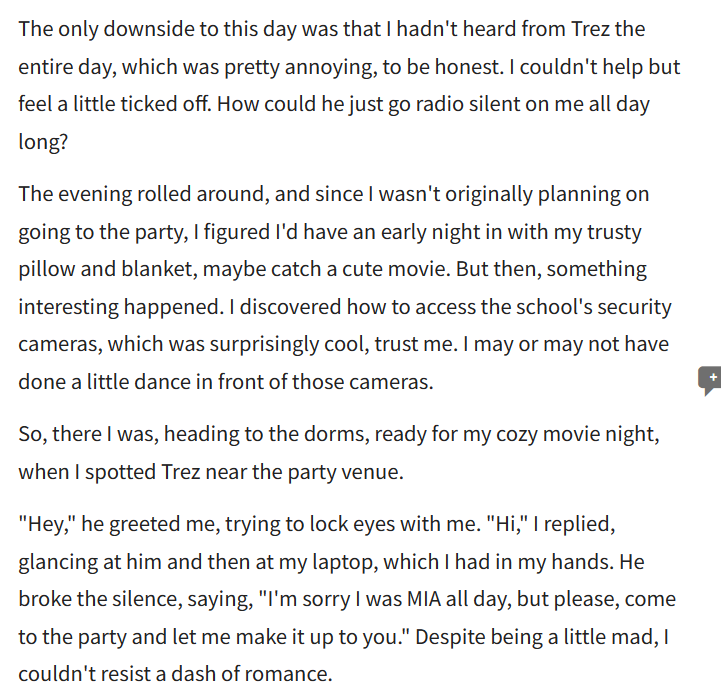 The only downside to this day was that I hadn't heard from Trez the
entire day, which was pretty annoying, to be honest. I couldn't help but
feel a little ticked off. How could he just go radio silent on me all day
long?
The evening rolled around, and since I wasn't originally planning on
going to the party, I figured I'd have an early night in with my trusty
pillow and blanket, maybe catch a cute movie. But then, something
interesting happened. I discovered how to access the school's security
cameras, which was surprisingly cool, trust me. I may or may not have
done a little dance in front of those cameras.
So, there I was, heading to the dorms, ready for my cozy movie night,
when I spotted Trez near the party venue.
"Hey," he greeted me, trying to lock eyes with me. "Hi," I replied,
glancing at him and then at my laptop, which I had in my hands. He
broke the silence, saying, "I'm sorry I was MIA all day, but please, come
to the party and let me make it up to you." Despite being a little mad, I
couldn't resist a dash of romance.